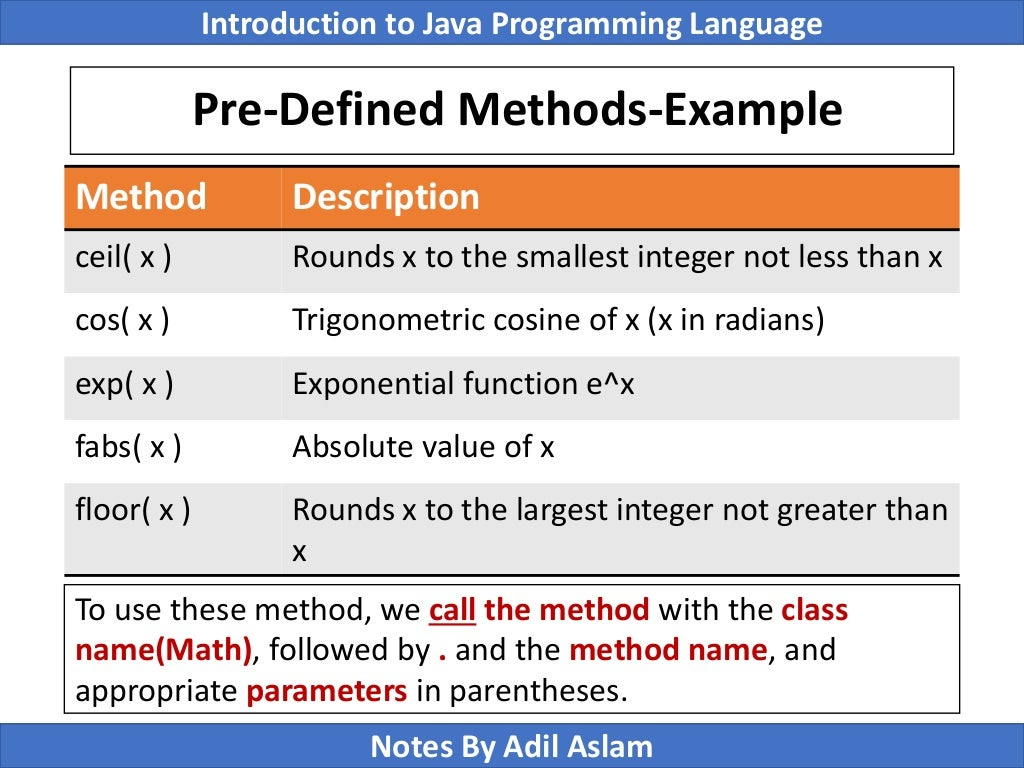 Introduction to Java Programming Language
Pre-Defined Methods-Example
Method Description
ceil( x ) Rounds x to the smallest integer not less than x
cos( x ) Trigonometric cosine of x (x in radians)
exp( x ) Exponential function e^x
fabs( x ) Absolute value of x
floor( x ) Rounds x to the largest integer not greater than
x
To use these method, we call the method with the class
name(Math), followed by . and the method name, and
appropriate parameters in parentheses.
Notes By Adil Aslam